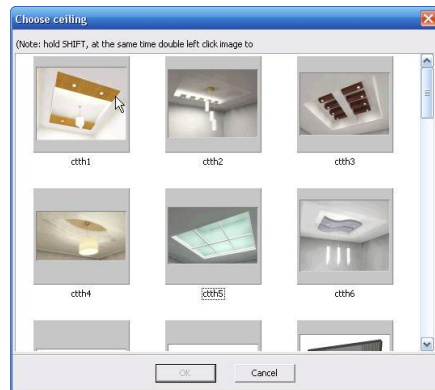 Choose ceiling
(Note: hold SHIFT, at the same time double left click image to
ctth1 ctth2 ctth3
ctth4 ctth5 ctth6
OK Cancel